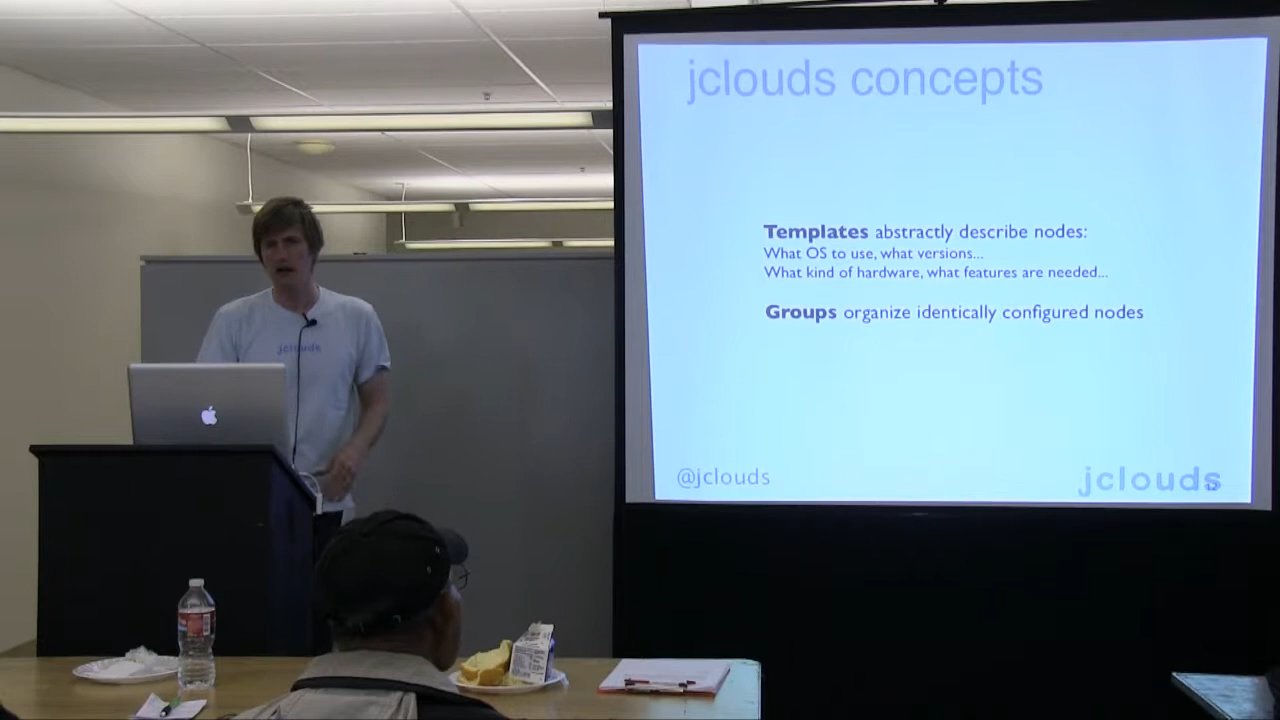 jclouds concepts
Templates abstractly describe nodes:
What OS to use, what versions...
What kind of hardware, what features are needed...
Groups organize identically configured nodes
@jclouds
jclouds
jclouds